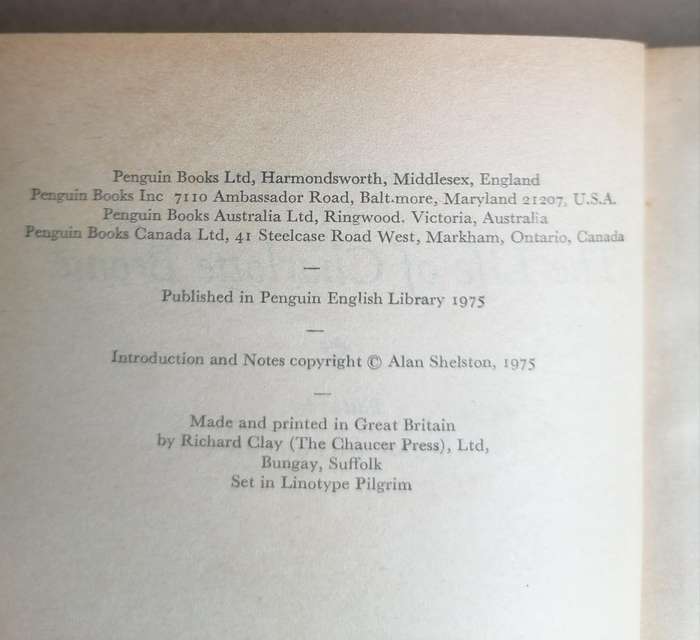 Penguin Books Ltd, Harmondsworth, Middlesex, England
Penguin Books Inc 7110 Ambassador Road, Balt.more, Maryland 21207, U.S.A.
Penguin Books Australia Ltd, Ringwood. Victoria, Australia
Penguin Books Canada Ltd, 41 Steelcase Road West, Markham, Ontario, Canada
—
Published in Penguin English Library 1975
—
Introduction and Notes copyright © Alan Shelston, 1975
—
Made and printed in Great Britain
by Richard Clay (The Chaucer Press), Ltd,
Bungay, Suffolk
Set in Linotype Pilgrim